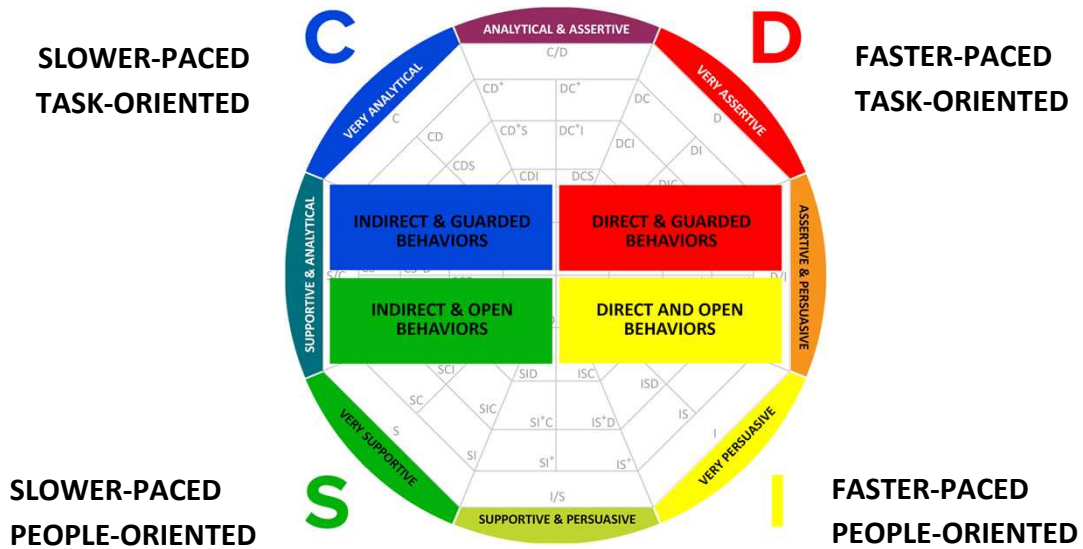 C
D
SLOWER-PACED
TASK-ORIENTED
FASTER-PACED
TASK-ORIENTED
ANALYTICAL & ASSERTIVE
VERY ANALYTICAL
VERY ASSERTIVE
C/D
CD+
DC+
C
DC
D
CD
CD+S
DC+I
DCI
DI
CDS
CDI
DCS
SUPPORTIVE & ANALYTICAL
INDIRECT & GUARDED
BEHAVIORS
DIRECT & GUARDED
BEHAVIORS
ASSERTIVE & PERSUASIVE
S/C
D/I
INDIRECT & OPEN
BEHAVIORS
DIRECT AND OPEN
BEHAVIORS
SCI
SID
ISC
ISD
SC
SIC
IS
S
SI+C
IS+D
I
SI
SI+
IS+
VERY SUPPORTIVE
VERY PERSUASIVE
I/S
SUPPORTIVE & PERSUASIVE
S
I
SLOWER-PACED
PEOPLE-ORIENTED
FASTER-PACED
PEOPLE-ORIENTED